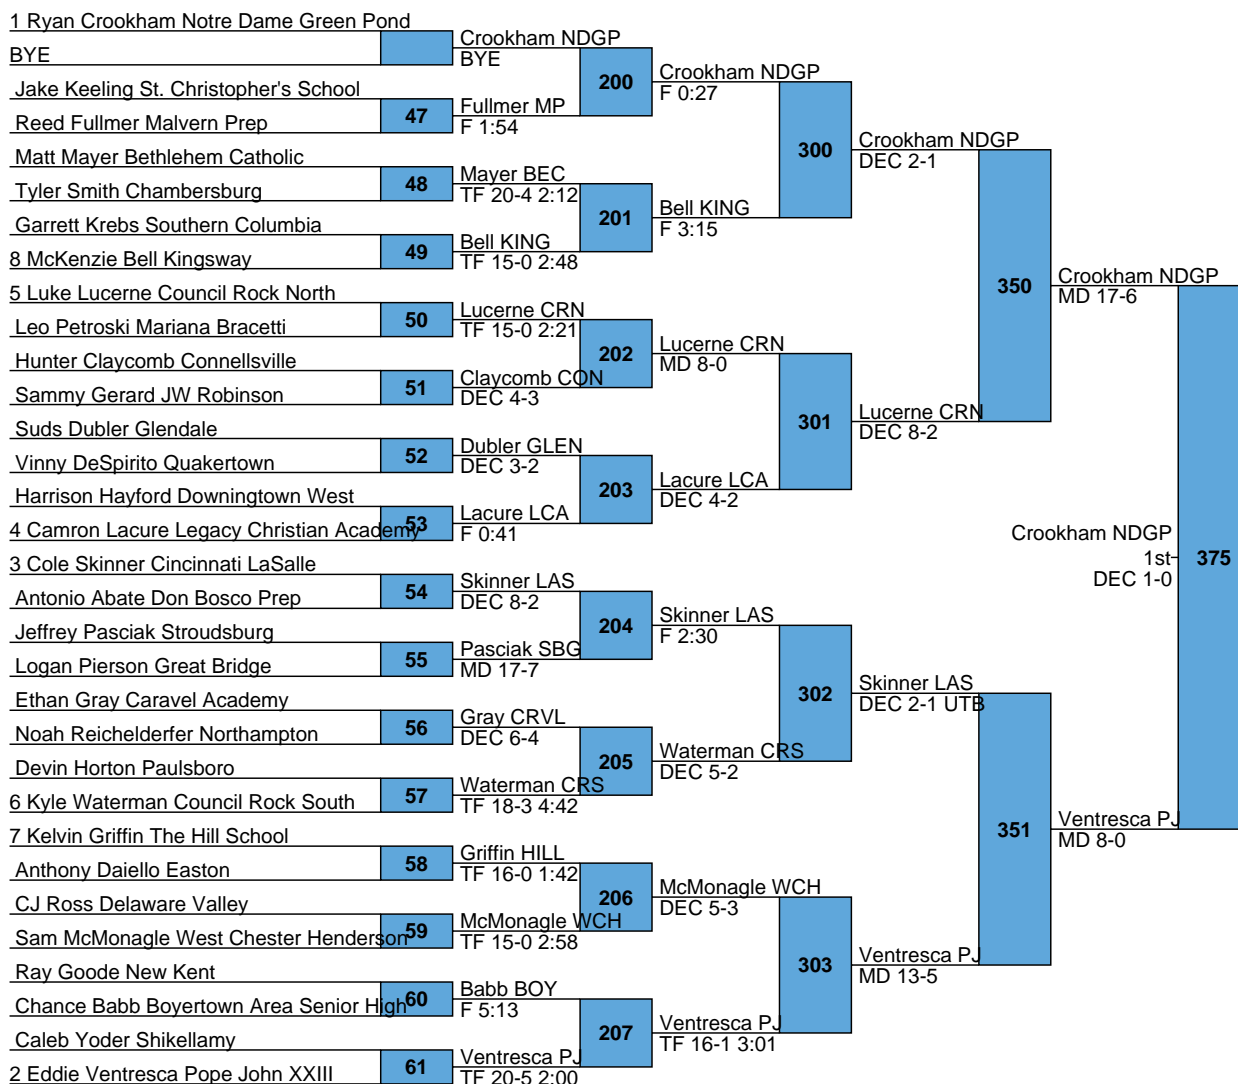 1 Ryan Crookham Notre Dame Green Pond
BYE
Jake Keeling St. Christopher's School
47
Reed Fullmer Malvern Prep
Matt Mayer Bethlehem Catholic
48
Tyler Smith Chambersburg
Garrett Krebs Southern Columbia
49
8 McKenzie Bell Kingsway
5 Luke Lucerne Council Rock North
50
Leo Petroski Mariana Bracetti
Hunter Claycomb Connellsville
51
Sammy Gerard JW Robinson
Suds Dubler Glendale
52
Vinny DeSpirito Quakertown
Harrison Hayford Downingtown West
53
4 Camron Lacure Legacy Christian Academy
3 Cole Skinner Cincinnati LaSalle
54
Antonio Abate Don Bosco Prep
Jeffrey Pasciak Stroudsburg
55
Logan Pierson Great Bridge
Ethan Gray Caravel Academy
56
Noah Reichelderfer Northampton
Devin Horton Paulsboro
57
6 Kyle Waterman Council Rock South
7 Kelvin Griffin The Hill School
58
Anthony Daiello Easton
CJ Ross Delaware Valley
59
Sam McMonagle West Chester Henderson
Ray Goode New Kent
60
Chance Babb Boyertown Area Senior High
Caleb Yoder Shikellamy
61
2 Eddie Ventresca Pope John XXIII
Crookham NDGP
BYE
200
Fullmer MP
F 1:54
Mayer BEC
TF 20-4 2:12
201
Bell KING
TF 15-0 2:48
Lucerne CRN
TF 15-0 2:21
202
Claycomb CON
DEC 4-3
Dubler GLEN
DEC 3-2
203
Lacure LCA
F 0:41
Skinner LAS
DEC 8-2
204
Pasciak SBG
MD 17-7
Gray CRVL
DEC 6-4
205
Waterman CRS
TF 18-3 4:42
Griffin HILL
TF 16-0 1:42
206
McMonagle WCH
TF 15-0 2:58
Babb BOY
F 5:13
207
Ventresca PJ
TF 20-5 2:00
Crookham NDGP
F 0:27
300
Bell KING
F 3:15
Lucerne CRN
MD 8-0
301
Lacure LCA
DEC 4-2
Skinner LAS
F 2:30
302
Waterman CRS
DEC 5-2
McMonagle WCH
DEC 5-3
303
Ventresca PJ
TF 16-1 3:01
Crookham NDGP
DEC 2-1
350
Lucerne CRN
DEC 8-2
Skinner LAS
DEC 2-1 UTB
351
Ventresca PJ
MD 13-5
Crookham NDGP
MD 17-6
375
Ventresca PJ
MD 8-0
Crookham NDGP
1st
DEC 1-0